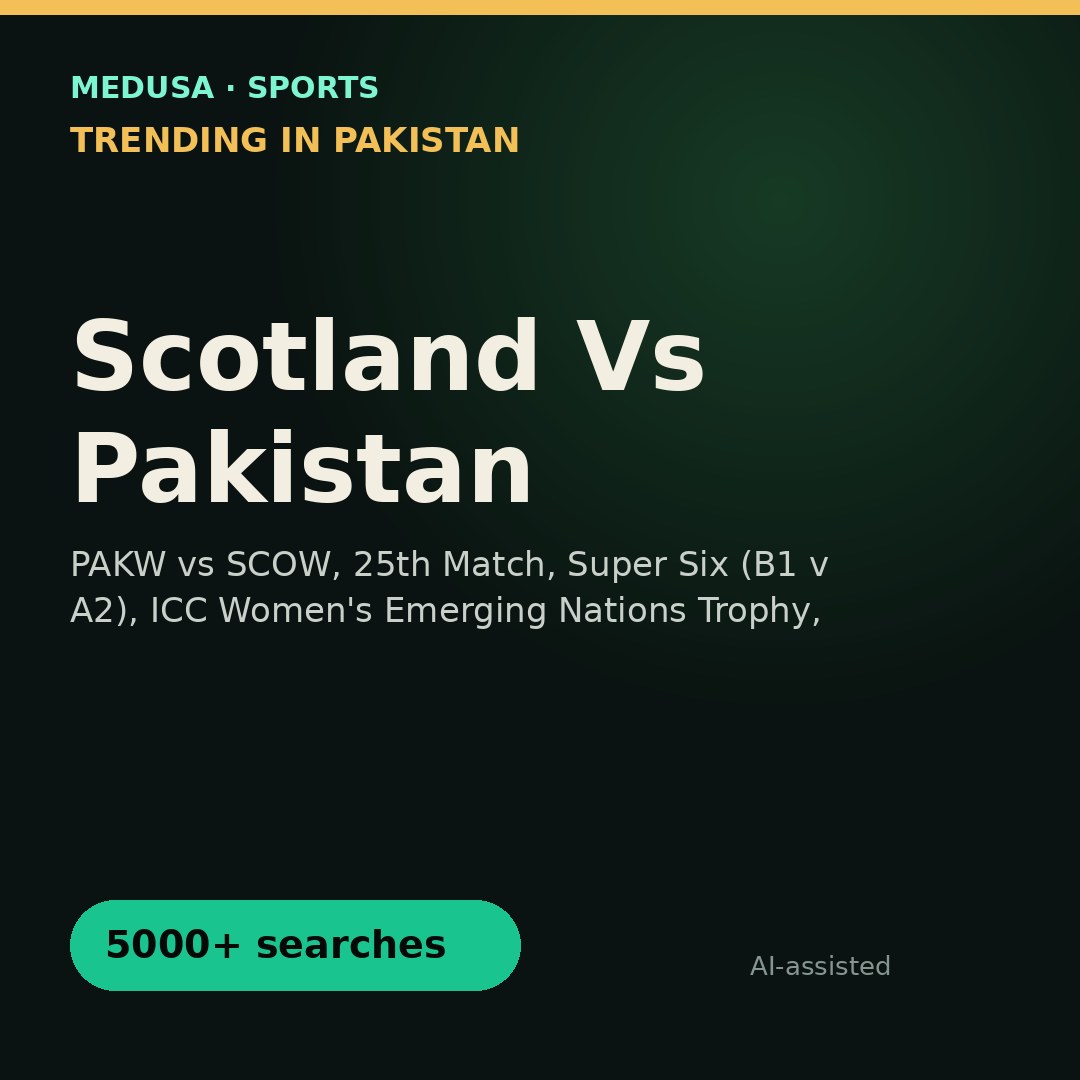 MEDUSA · SPORTS
TRENDING IN PAKISTAN
Scotland Vs
Pakistan
PAKW vs SCOW, 25th Match, Super Six (B1 v
A2), ICC Women's Emerging Nations Trophy,
5000+ searches
AI-assisted